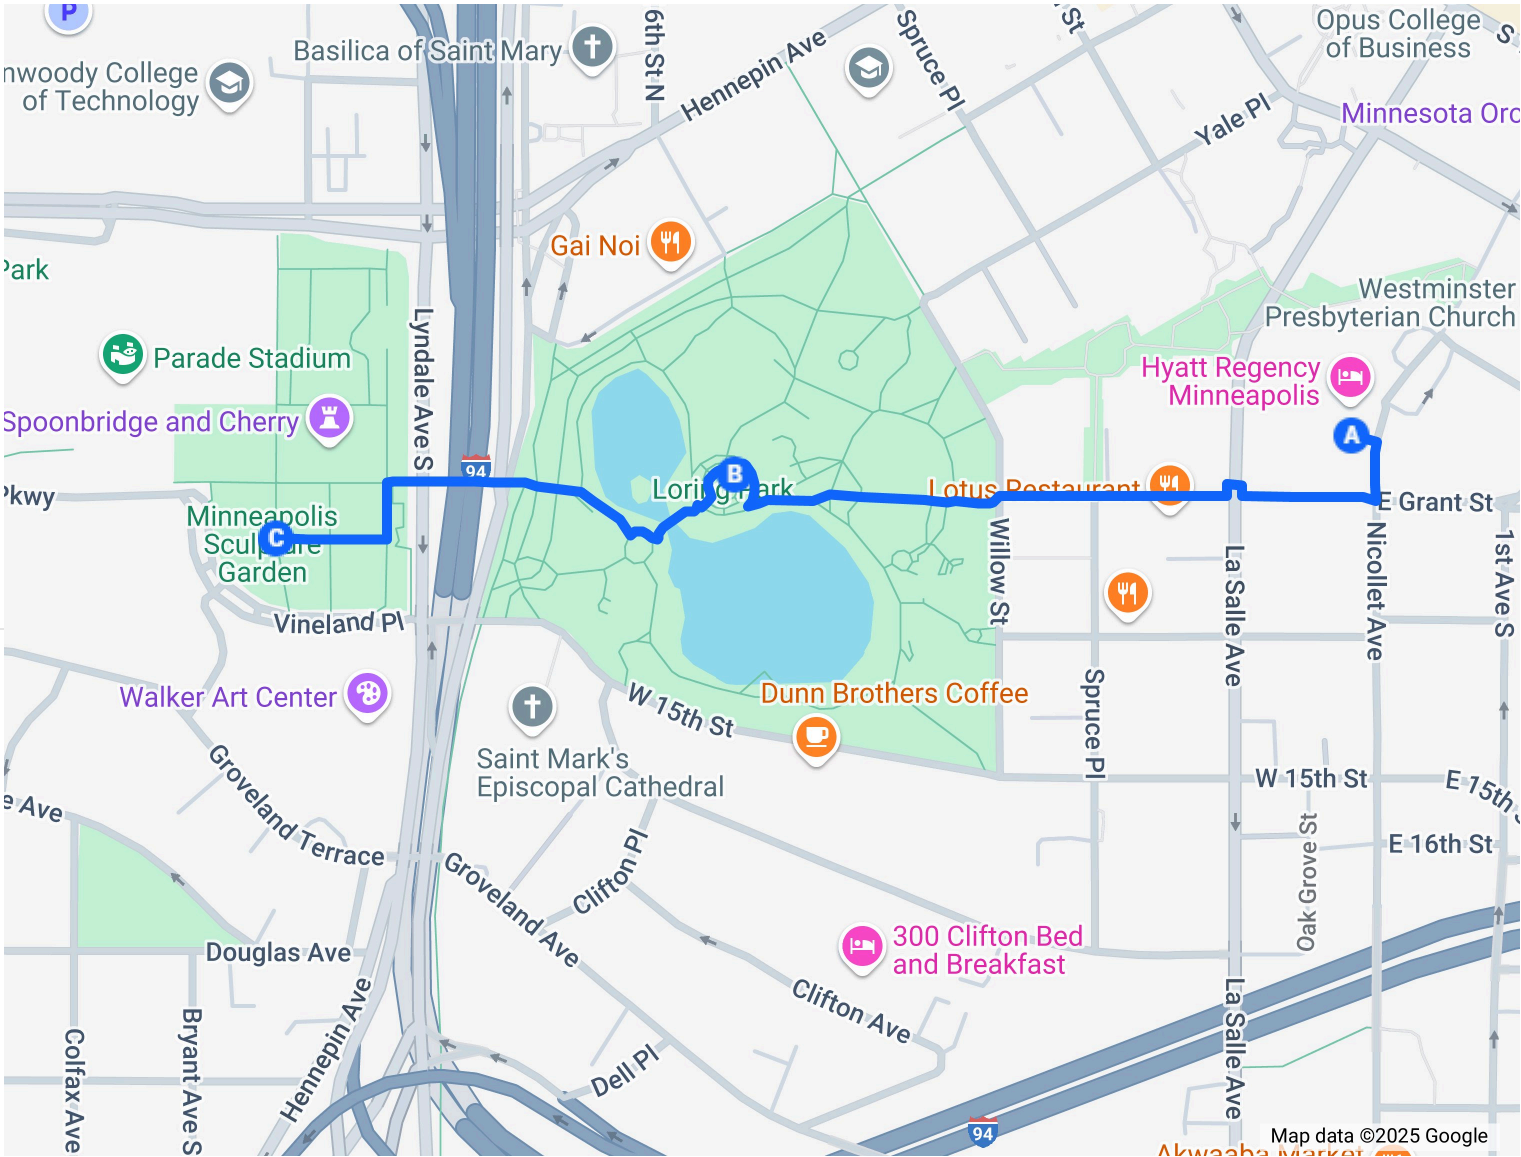 P
Basilica of Saint Mary
6th St N
Hennepin Ave
Spruce Pl
St
Opus College
of Business
S
nwoody College
of Technology
Yale Pl
Minnesota Orc
Gai Noi
Park
Westminster
Presbyterian Church
Parade Stadium
Lyndale Ave S
Hyatt Regency
Minneapolis
Spoonbridge and Cherry
A
94
B
Loring Park
Lotus Restaurant
Pkwy
E Grant St
Minneapolis
Sculpture
Garden
C
Willow St
La Salle Ave
Nicollet Ave
1st Ave S
Vineland Pl
Walker Art Center
Dunn Brothers Coffee
W 15th St
Spruce Pl
Saint Mark's
Episcopal Cathedral
W 15th St
E 15th S
Groveland Terrace
e Ave
E 16th St
Oak Grove St
Clifton Pl
Groveland Ave
300 Clifton Bed
and Breakfast
Douglas Ave
Clifton Ave
Hennepin Ave
La Salle Ave
Colfax Ave
Bryant Ave S
Dell Pl
94
Map data ©2025 Google
Akwaaba Market